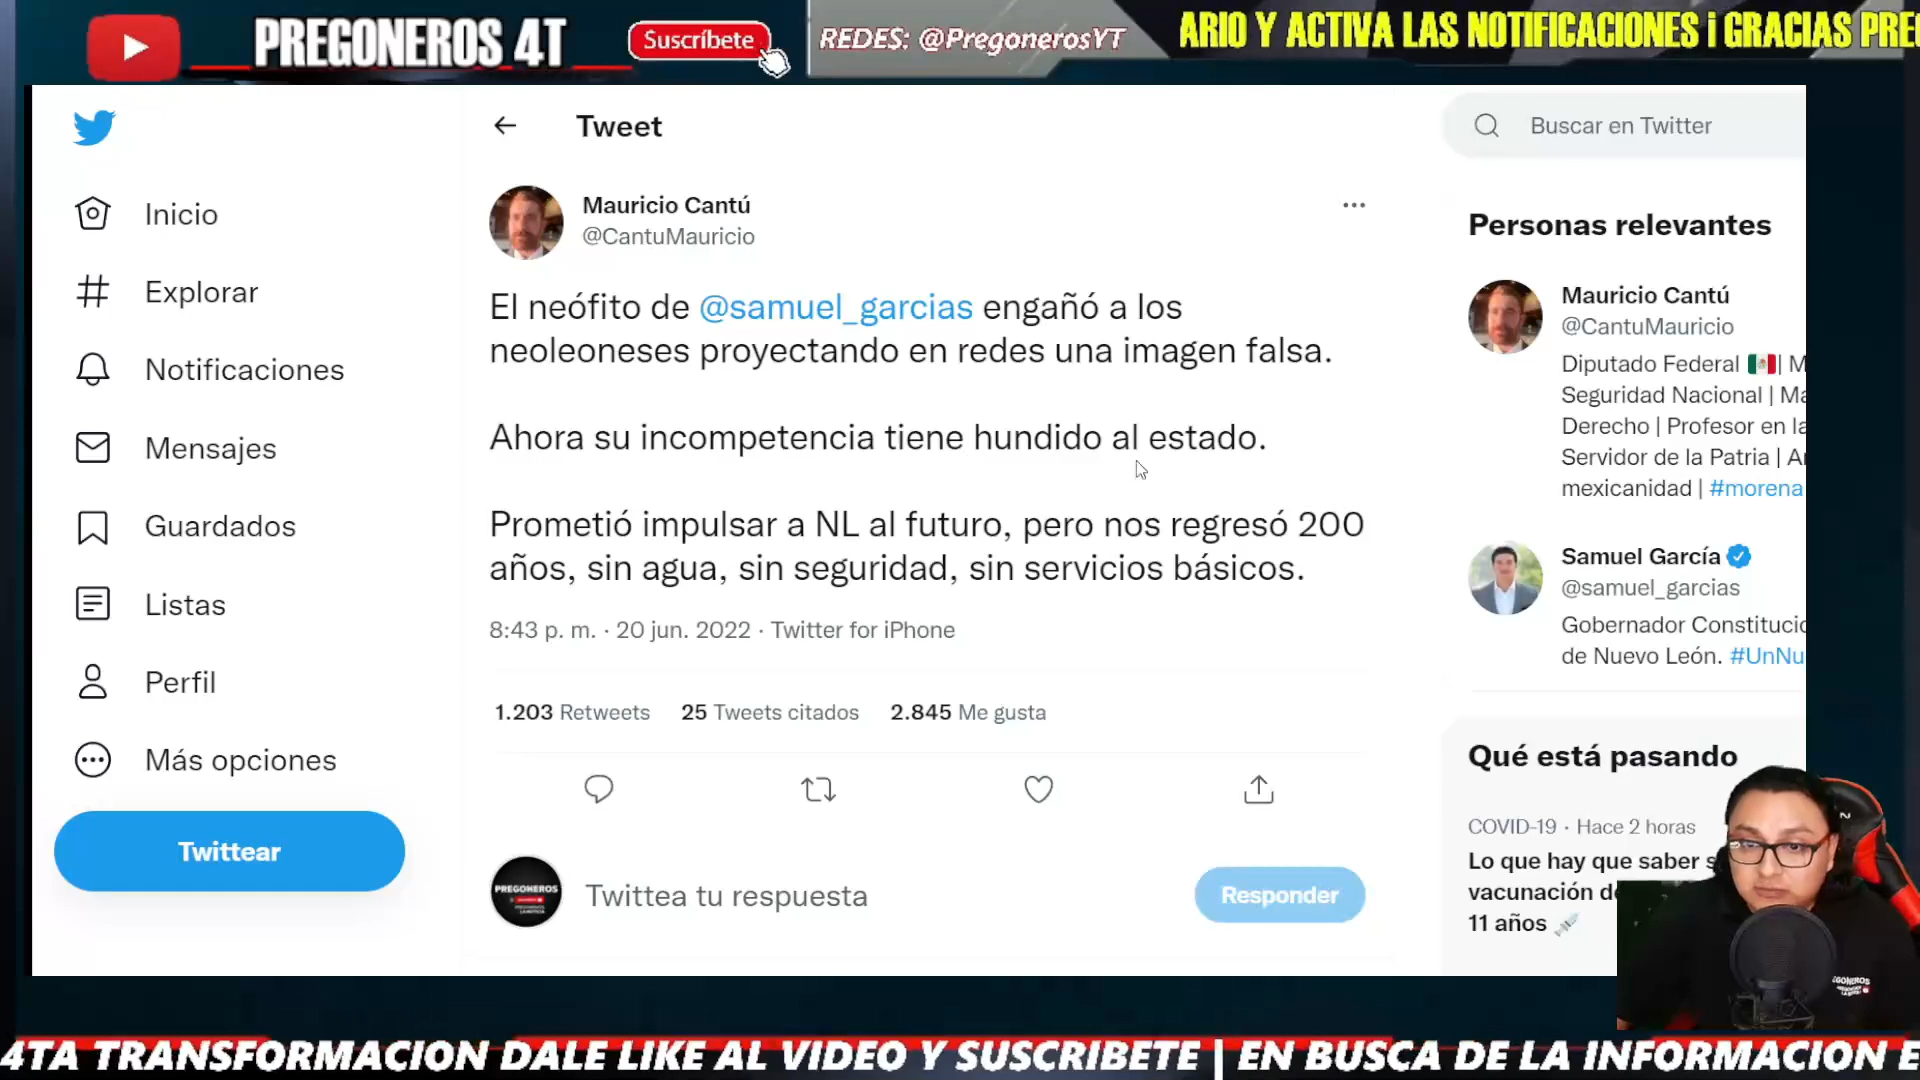 PREGONEROS 4T
Suscríbete
REDES: @PregonerosYT
ARIO Y ACTIVA LAS NOTIFICACIONES ¡ GRACIAS PREG
Tweet
Buscar en Twitter
Inicio
Explorar
Notificaciones
Mensajes
Guardados
Listas
Perfil
Más opciones
Twittear
Mauricio Cantú
@CantuMauricio
El neófito de @samuel_garcias engañó a los
neoleoneses proyectando en redes una imagen falsa.
Ahora su incompetencia tiene hundido al estado.
Prometió impulsar a NL al futuro, pero nos regresó 200
años, sin agua, sin seguridad, sin servicios básicos.
8:43 p. m. · 20 jun. 2022 · Twitter for iPhone
1.203 Retweets 25 Tweets citados 2.845 Me gusta
PREGONEROS
Twittea tu respuesta
Responder
Personas relevantes
Mauricio Cantú
@CantuMauricio
Diputado Federal 🇲🇽| M
Seguridad Nacional | Ma
Derecho | Profesor en la
Servidor de la Patria | A
mexicanidad | #morena
Samuel García
@samuel_garcias
Gobernador Constitucio
de Nuevo León. #UnNu
Qué está pasando
COVID-19 · Hace 2 horas
Lo que hay que saber s
vacunación de
11 años 💉
4TA TRANSFORMACION DALE LIKE AL VIDEO Y SUSCRIBETE | EN BUSCA DE LA INFORMACION E